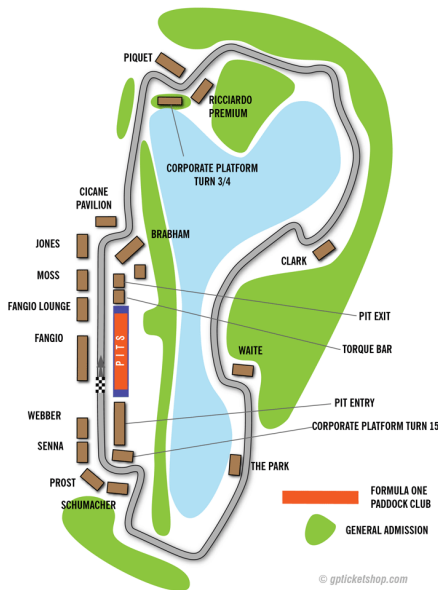 PIQUET
RICCIARDO
PREMIUM
CORPORATE PLATFORM
TURN 3/4
CICANE
PAVILION
BRABHAM
JONES
CLARK
MOSS
FANGIO LOUNGE
PIT EXIT
FANGIO
PITS
TORQUE BAR
WAITE
PIT ENTRY
WEBBER
CORPORATE PLATFORM TURN 15
SENNA
THE PARK
PROST
SCHUMACHER
FORMULA ONE
PADDOCK CLUB
GENERAL ADMISSION
© gpticketshop.com